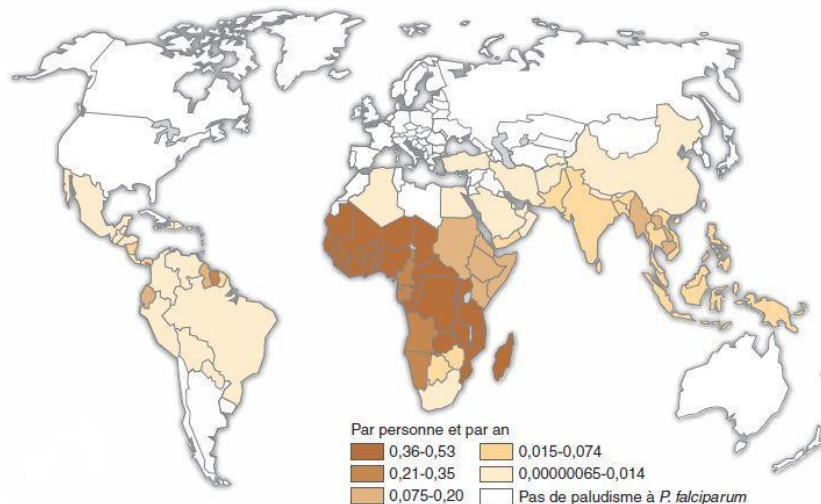 Par personne et par an
0,36-0,53
0,015-0,074
0,21-0,35
0,00000065-0,014
0,075-0,20
Pas de paludisme à P. falciparum